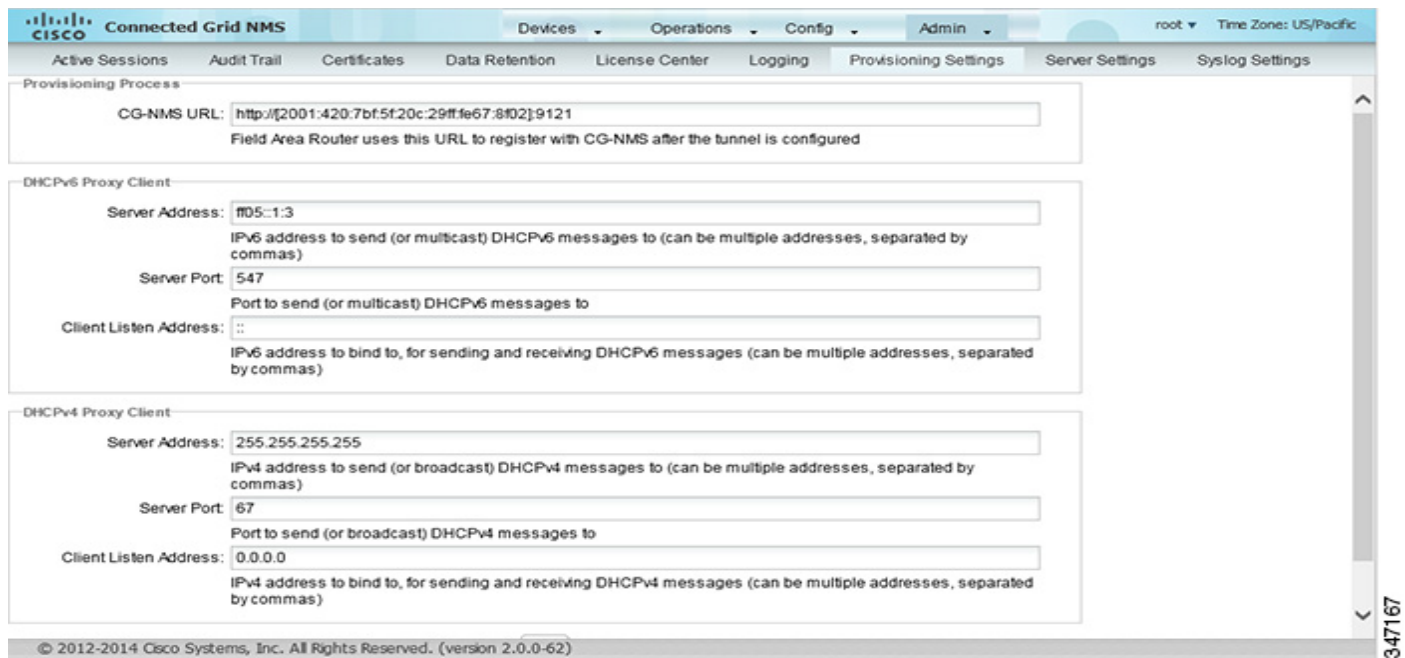 CISCO Connected Grid NMS Devices Operations Config Admin root Time Zone: US/Pacific
Active Sessions Audit Trail Certificates Data Retention License Center Logging Provisioning Settings Server Settings Syslog Settings
Provisioning Process
CG-NMS URL: http://[2001:420:7bf:5f:20c:29ff:fe67:8f02]:9121
Field Area Router uses this URL to register with CG-NMS after the tunnel is configured
DHCPv6 Proxy Client
Server Address: ff05::1:3
IPv6 address to send (or multicast) DHCPv6 messages to (can be multiple addresses, separated by
commas)
Server Port: 547
Port to send (or multicast) DHCPv6 messages to
Client Listen Address: ::
IPv6 address to bind to, for sending and receiving DHCPv6 messages (can be multiple addresses, separated
by commas)
DHCPv4 Proxy Client
Server Address: 255.255.255.255
IPv4 address to send (or broadcast) DHCPv4 messages to (can be multiple addresses, separated by
commas)
Server Port: 67
Port to send (or broadcast) DHCPv4 messages to
Client Listen Address: 0.0.0.0
IPv4 address to bind to, for sending and receiving DHCPv4 messages (can be multiple addresses, separated
by commas)
© 2012-2014 Cisco Systems, Inc. All Rights Reserved. (version 2.0.0-62)
347167